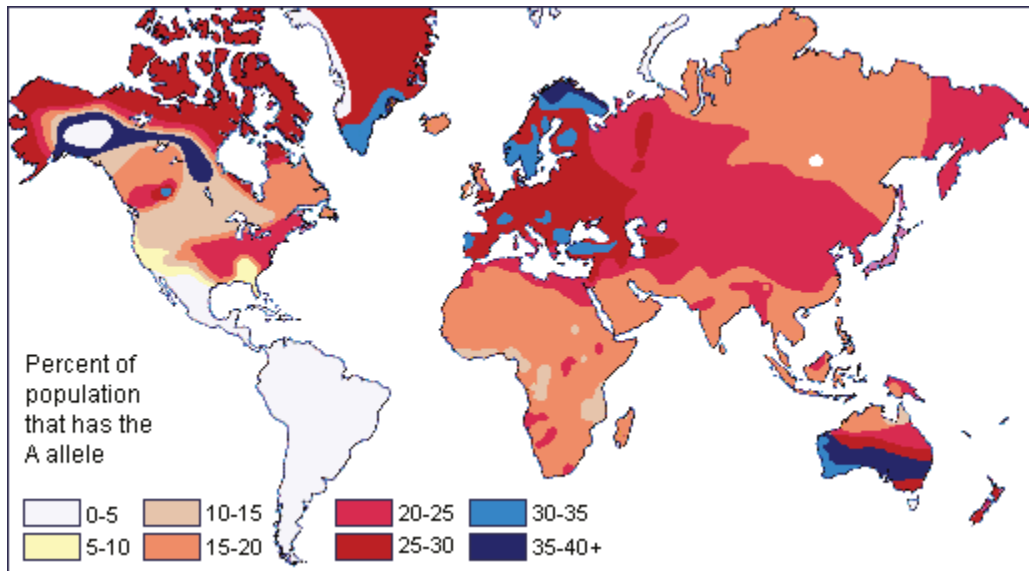 Percent of
population
that has the
A allele
0-5
10-15
20-25
30-35
5-10
15-20
25-30
35-40+